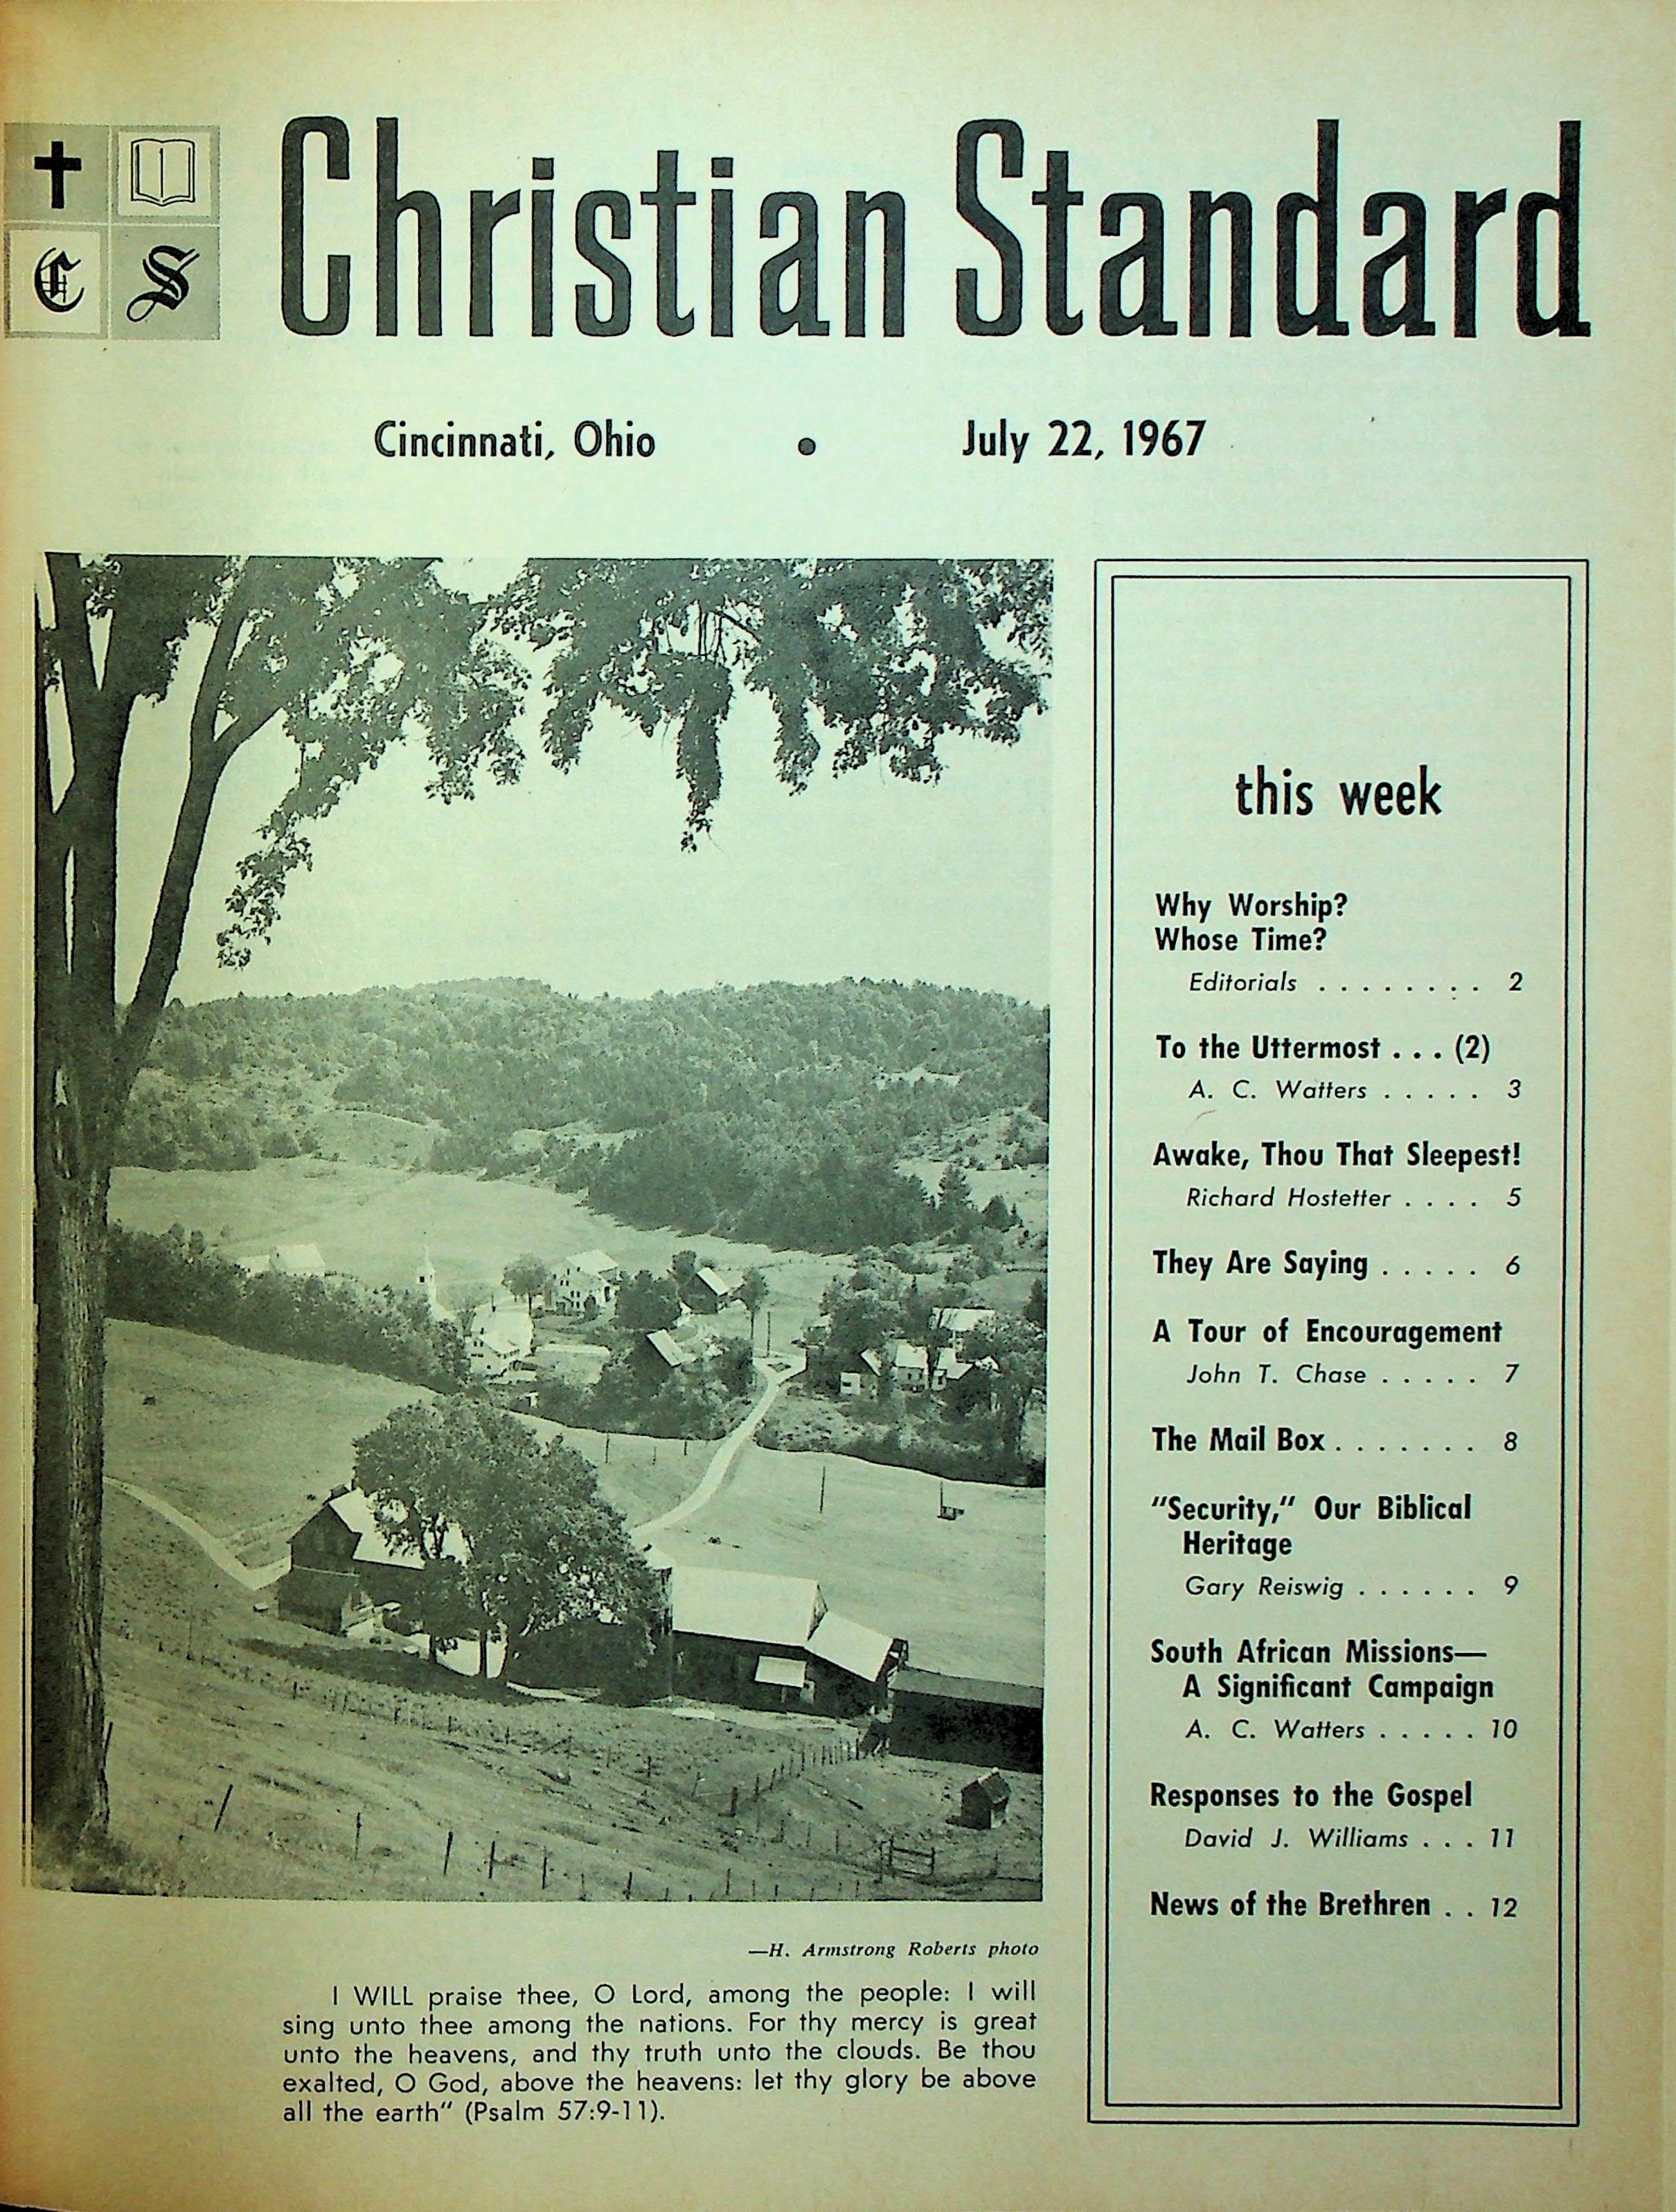 C S
Christian Standard
Cincinnati, Ohio • July 22, 1967
this week
Why Worship?
Whose Time?
Editorials . . . . . . . . 2
To the Uttermost . . . (2)
A. C. Watters . . . . . 3
Awake, Thou That Sleepest!
Richard Hostetter . . . . 5
They Are Saying . . . . . 6
A Tour of Encouragement
John T. Chase . . . . . 7
The Mail Box . . . . . . . 8
"Security," Our Biblical
Heritage
Gary Reiswig . . . . . . 9
South African Missions—
A Significant Campaign
A. C. Watters . . . . . 10
Responses to the Gospel
David J. Williams . . . 11
News of the Brethren . . 12
—H. Armstrong Roberts photo
I WILL praise thee, O Lord, among the people: I will
sing unto thee among the nations. For thy mercy is great
unto the heavens, and thy truth unto the clouds. Be thou
exalted, O God, above the heavens: let thy glory be above
all the earth" (Psalm 57:9-11).